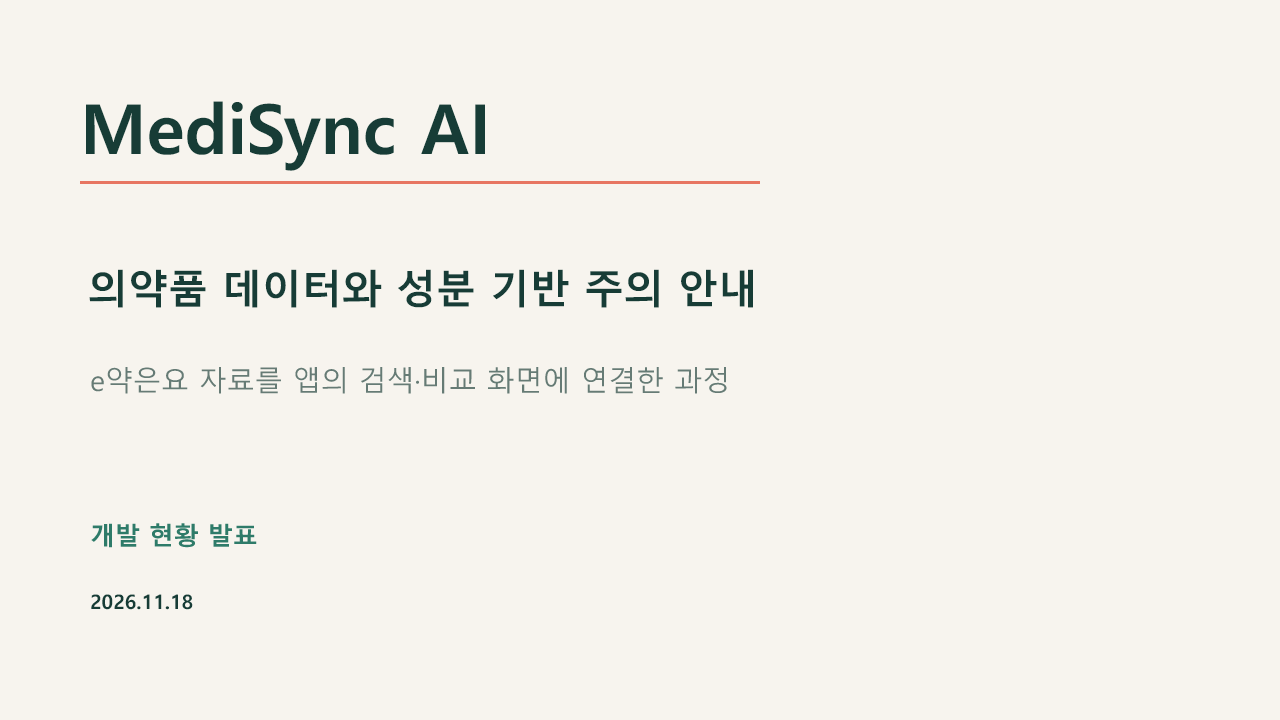 MediSync AI
의약품 데이터와 성분 기반 주의 안내
e약은요 자료를 앱의 검색·비교 화면에 연결한 과정
개발 현황 발표
2026.11.18